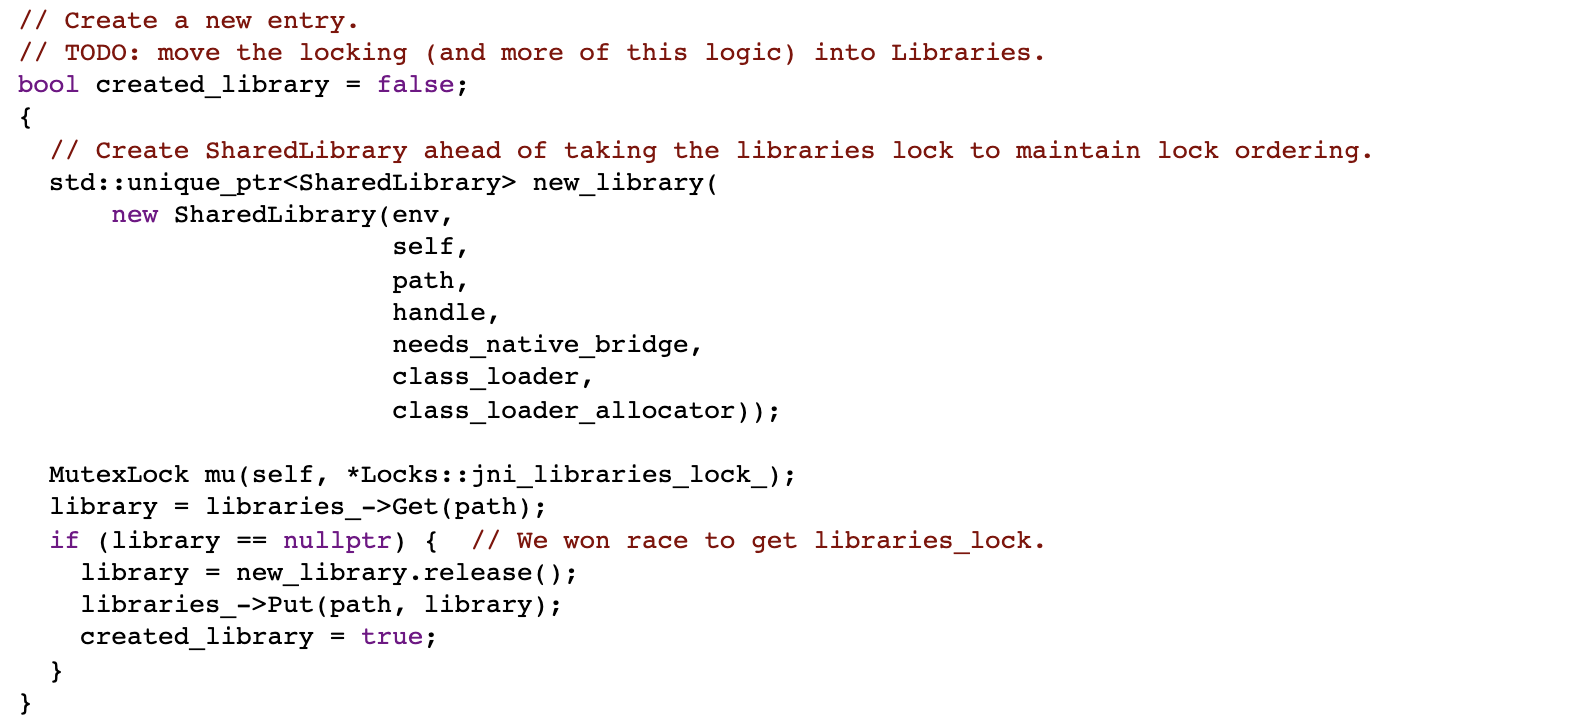 // Create a new entry.
// TODO: move the locking (and more of this logic) into Libraries.
bool created_library = false;
{
  // Create SharedLibrary ahead of taking the libraries lock to maintain lock ordering.
  std::unique_ptr<SharedLibrary> new_library(
      new SharedLibrary(env,
                        self,
                        path,
                        handle,
                        needs_native_bridge,
                        class_loader,
                        class_loader_allocator));

  MutexLock mu(self, *Locks::jni_libraries_lock_);
  library = libraries_->Get(path);
  if (library == nullptr) {  // We won race to get libraries_lock.
    library = new_library.release();
    libraries_->Put(path, library);
    created_library = true;
  }
}